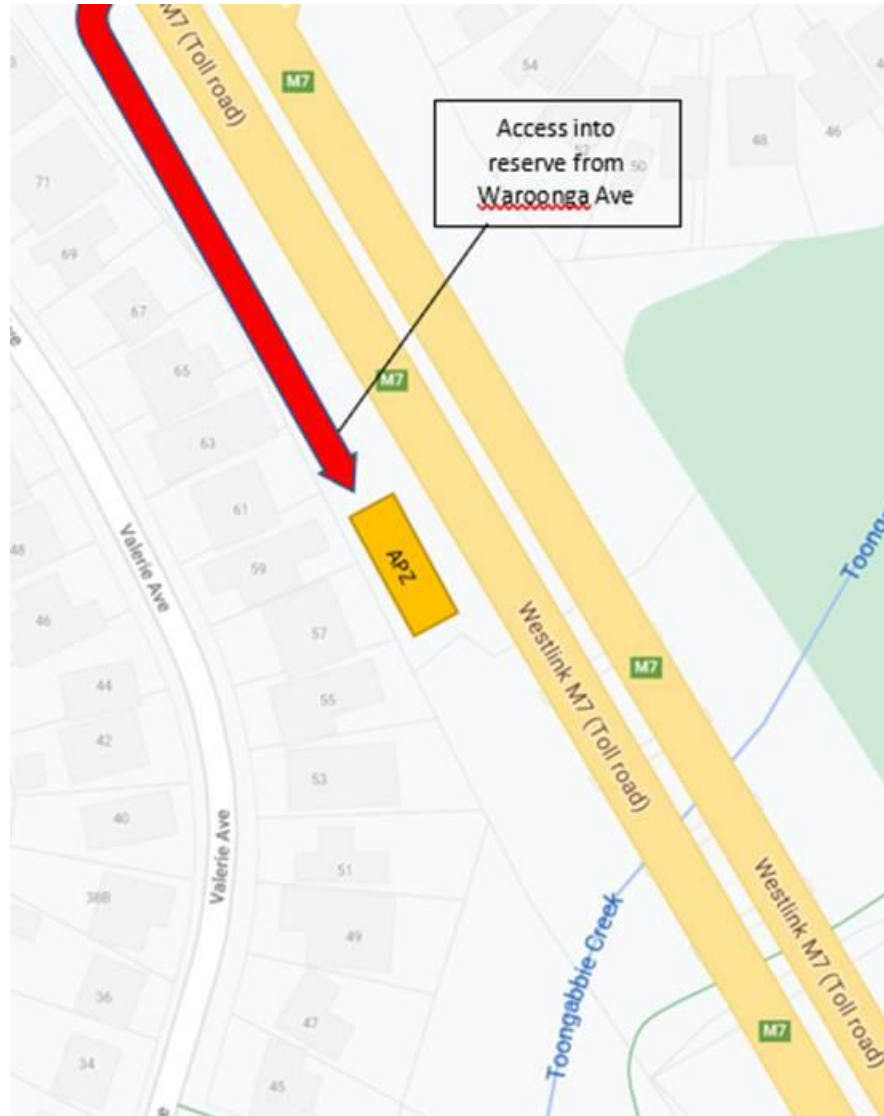 M7 (Toll road)
M7
54
Access into
reserve from
Waroonga Ave
52
50
48
46
71
69
67
65
M7
63
61
Valerie Ave
59
APZ
Toong
48
46
57
Westlink M7 (Toll road)
M7
55
44
42
53
40
Valerie Ave
51
38B
49
Toongabbie Creek
Westlink M7 (Toll road)
36
47
M7
34
45